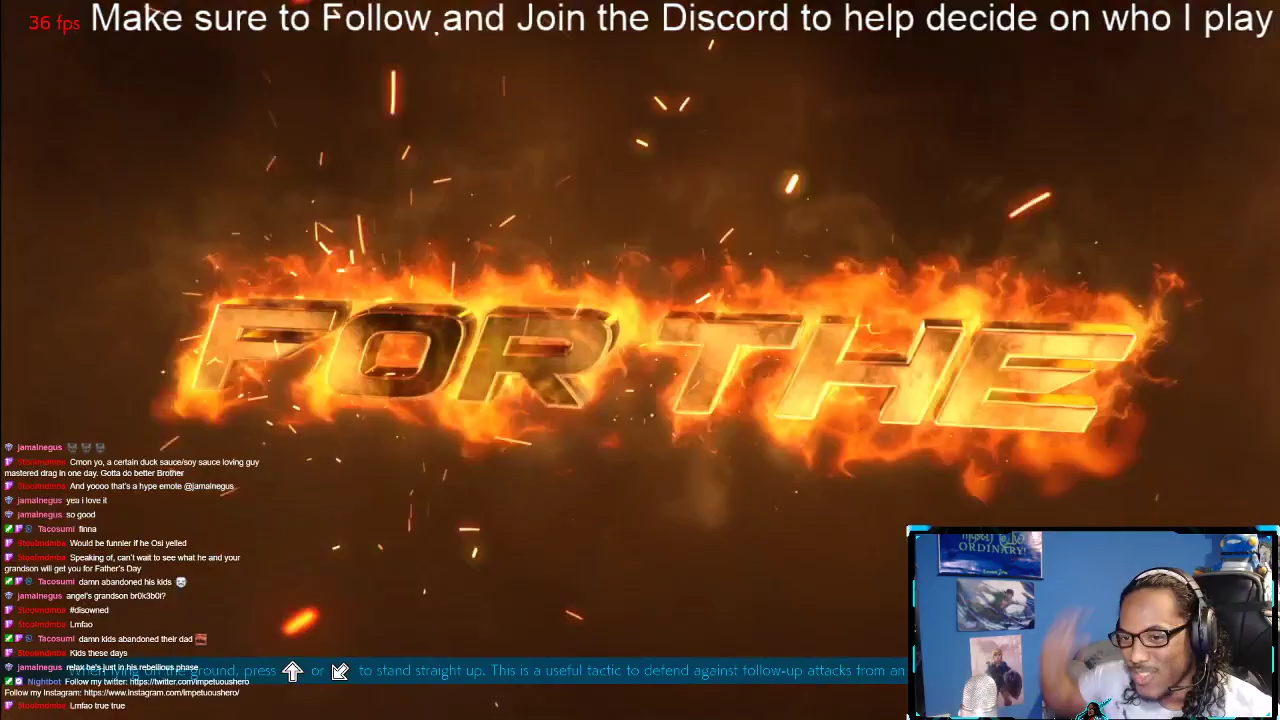 36 fps
Make sure to Follow and Join the Discord to help decide on who I play
FOR THE
jamalnegus
Cmon yo, a certain duck sauce/soy sauce loving guy
mastered drag in one day. Gotta do better Brother
And yoooo that's a hype emote @jamalnegus
jamalnegus yea i love it
jamalnegus so good
Tacosumi finna
Would be funnier if he Osi yelled
Speaking of, can't wait to see what he and your
grandson will get you for Father's Day
Tacosumi damn abandoned his kids
jamalnegus angel's grandson br0k3b0i?
#disowned
Lmfao
Tacosumi damn kids abandoned their dad
Kids these days
jamalnegus relax he's just in his rebellious phase
When lying on the ground, press or to stand straight up. This is a useful tactic to defend against follow-up attacks from an
Nightbot Follow my twitter: https://twitter.com/impetuoushero
Follow my Instagram: https://www.instagram.com/impetuoushero/
Lmfao true true
ORDINARY!